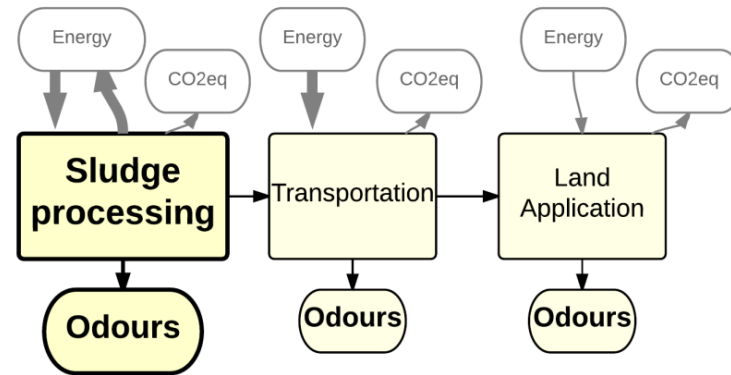 Energy
CO2eq
Energy
CO2eq
Energy
CO2eq
Sludge
processing
Transportation
Land
Application
Odours
Odours
Odours